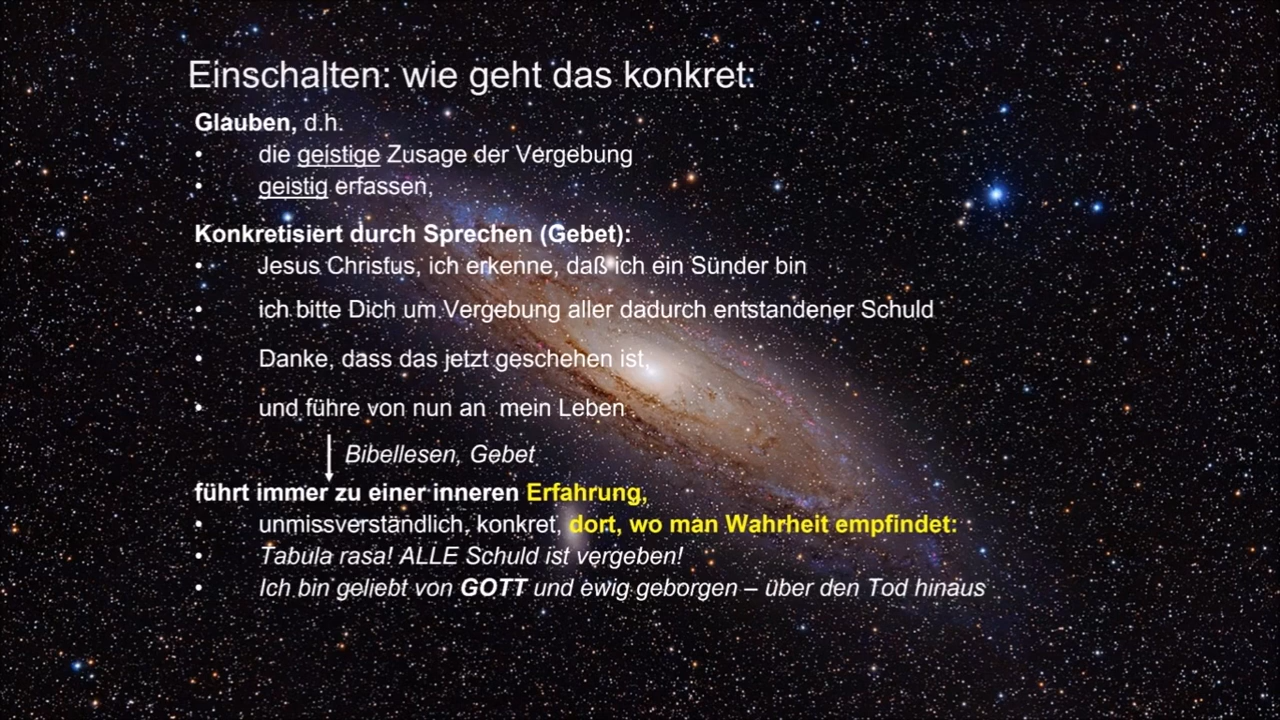 Einschalten: wie geht das konkret:
Glauben, d.h.
• die geistige Zusage der Vergebung
• geistig erfassen,
Konkretisiert durch Sprechen (Gebet):
• Jesus Christus, ich erkenne, daß ich ein Sünder bin
• ich bitte Dich um Vergebung aller dadurch entstandener Schuld
• Danke, dass das jetzt geschehen ist,
• und führe von nun an mein Leben
Bibellesen, Gebet
führt immer zu einer inneren Erfahrung,
• unmissverständlich, konkret, dort, wo man Wahrheit empfindet:
• Tabula rasa! ALLE Schuld ist vergeben!
• Ich bin geliebt von GOTT und ewig geborgen – über den Tod hinaus